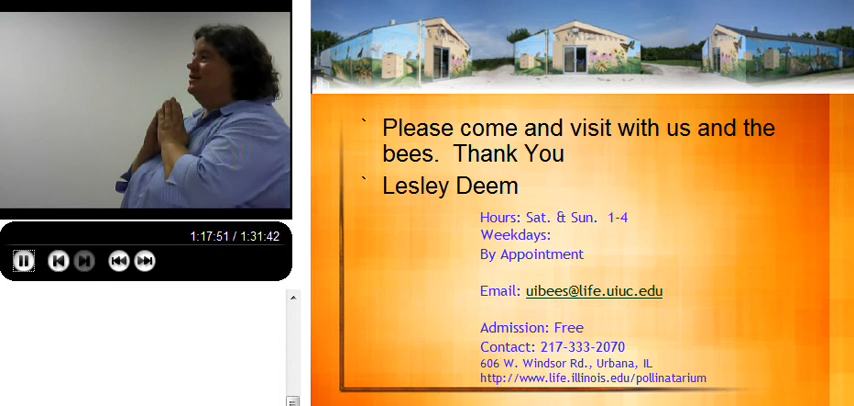 1:17:51 / 1:31:42
` Please come and visit with us and the
bees. Thank You
` Lesley Deem
Hours: Sat. & Sun. 1-4
Weekdays:
By Appointment
Email: uibees@life.uiuc.edu
Admission: Free
Contact: 217-333-2070
606 W. Windsor Rd., Urbana, IL
http://www.life.illinois.edu/pollinatarium